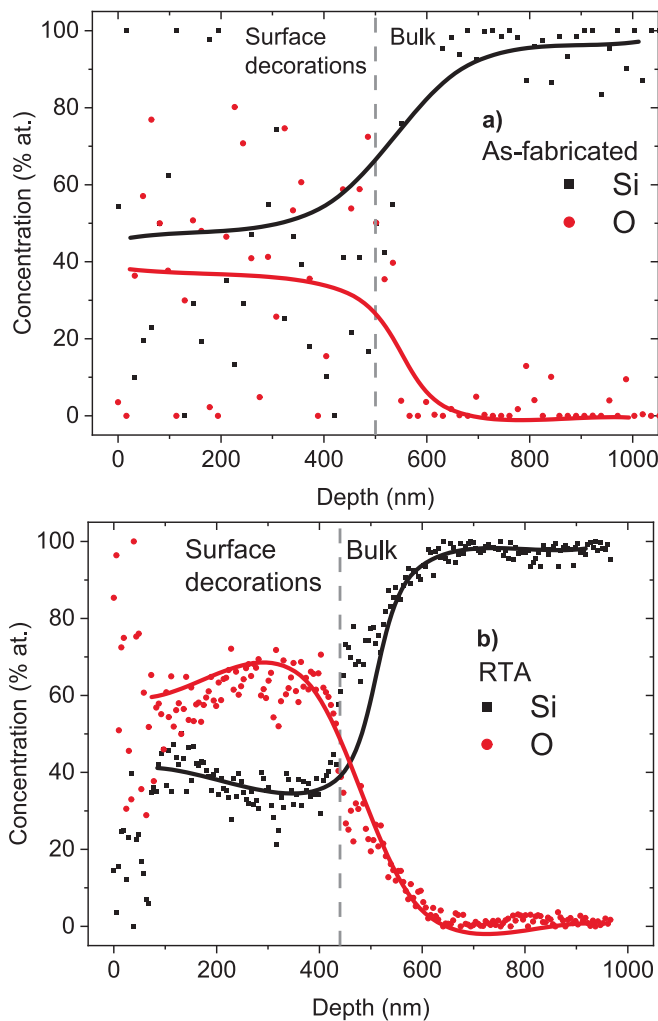 100
80
60
40
20
0
Concentration (% at.)
Surface
decorations
Bulk
a)
As-fabricated
Si
O
0 200 400 600 800 1000
Depth (nm)
100
80
60
40
20
0
Concentration (% at.)
Surface
decorations
Bulk
b)
RTA
Si
O
0 200 400 600 800 1000
Depth (nm)